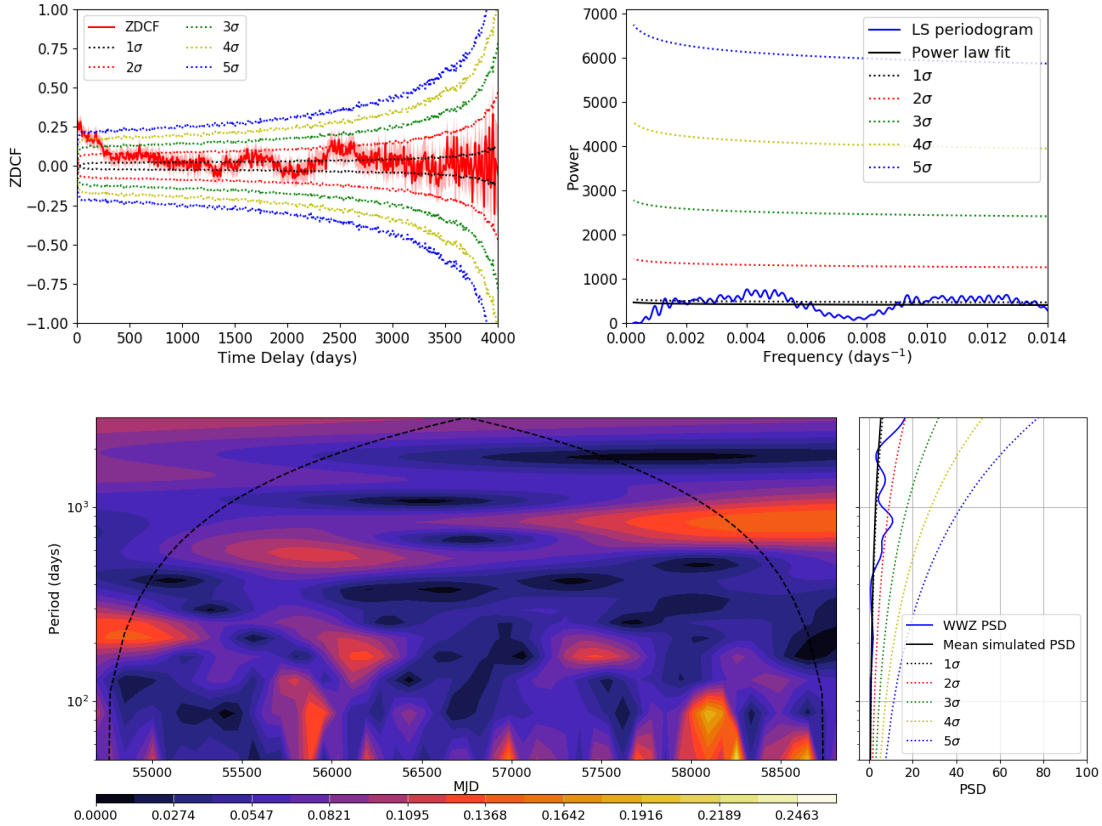 ZDCF
1σ
2σ
3σ
4σ
5σ
1.00
0.75
0.50
0.25
0.00
−0.25
−0.50
−0.75
−1.00
ZDCF
0 500 1000 1500 2000 2500 3000 3500 4000
Time Delay (days)
LS periodogram
Power law fit
1σ
2σ
3σ
4σ
5σ
7000
6000
5000
4000
3000
2000
1000
0
Power
0.000 0.002 0.004 0.006 0.008 0.010 0.012 0.014
Frequency (days⁻¹)
10³
10²
Period (days)
55000 55500 56000 56500 57000 57500 58000 58500
MJD
0.0000 0.0274 0.0547 0.0821 0.1095 0.1368 0.1642 0.1916 0.2189 0.2463
WWZ PSD
Mean simulated PSD
1σ
2σ
3σ
4σ
5σ
0 20 40 60 80 100
PSD